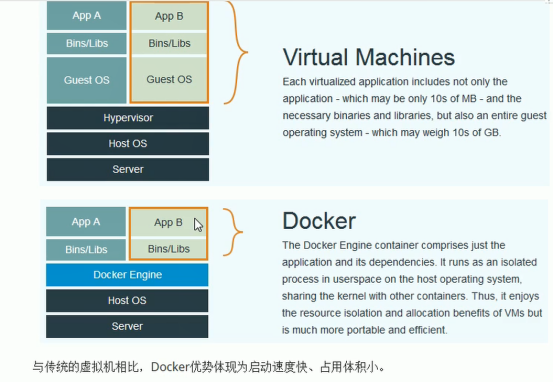 App A
App B
Bins/Libs
Bins/Libs
Guest OS
Guest OS
Hypervisor
Host OS
Server
Virtual Machines
Each virtualized application includes not only the
application - which may be only 10s of MB - and the
necessary binaries and libraries, but also an entire guest
operating system - which may weigh 10s of GB.
App A
App B
Bins/Libs
Bins/Libs
Docker Engine
Host OS
Server
Docker
The Docker Engine container comprises just the
application and its dependencies. It runs as an isolated
process in userspace on the host operating system,
sharing the kernel with other containers. Thus, it enjoys
the resource isolation and allocation benefits of VMs but
is much more portable and efficient.
与传统的虚拟机相比，Docker优势体现为启动速度快、占用体积小。